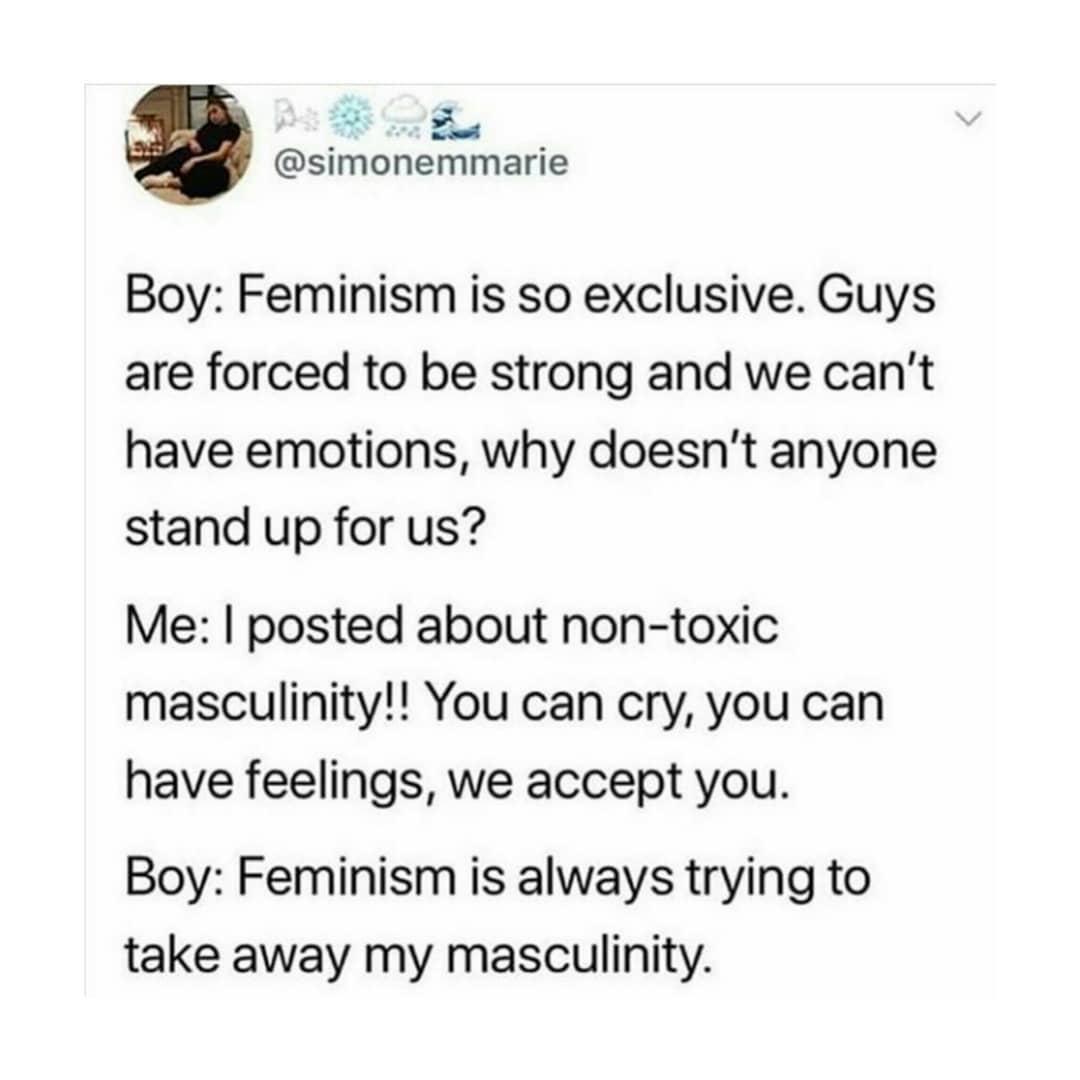 🌬❄🌨🌊
@simonemmarie
Boy: Feminism is so exclusive. Guys
are forced to be strong and we can't
have emotions, why doesn't anyone
stand up for us?
Me: I posted about non-toxic
masculinity!! You can cry, you can
have feelings, we accept you.
Boy: Feminism is always trying to
take away my masculinity.